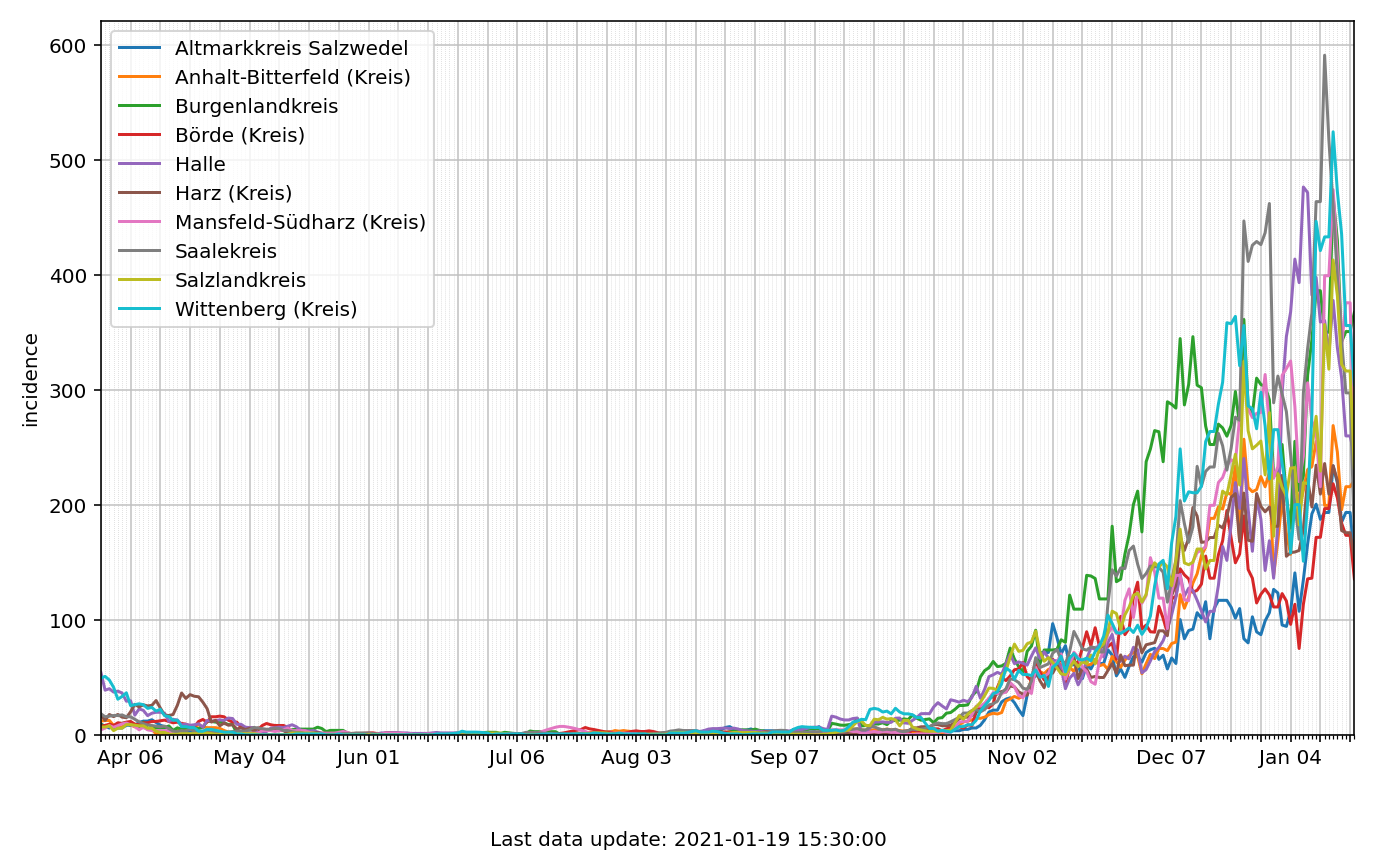 600
500
400
300
200
100
0
incidence
Altmarkkreis Salzwedel
Anhalt-Bitterfeld (Kreis)
Burgenlandkreis
Börde (Kreis)
Halle
Harz (Kreis)
Mansfeld-Südharz (Kreis)
Saalekreis
Salzlandkreis
Wittenberg (Kreis)
Apr 06 May 04 Jun 01 Jul 06 Aug 03 Sep 07 Oct 05 Nov 02 Dec 07 Jan 04
Last data update: 2021-01-19 15:30:00